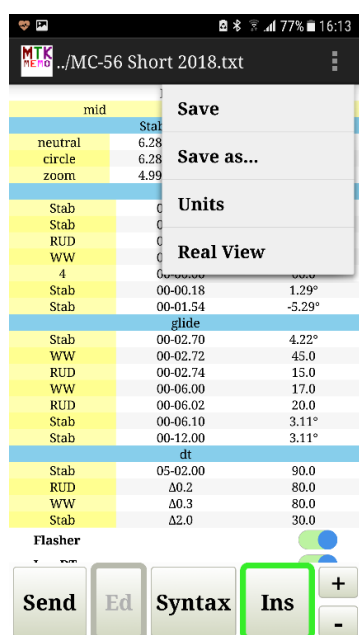 77% 16:13
MTK MEMO ../MC-56 Short 2018.txt
Save
Save as...
Units
Real View
mid
Stab
neutral 6.28
circle 6.28
zoom 4.99
Stab
Stab
RUD
WW
4 00-00.00 00.0
Stab 00-00.18 1.29°
Stab 00-01.54 -5.29°
glide
Stab 00-02.70 4.22°
WW 00-02.72 45.0
RUD 00-02.74 15.0
WW 00-06.00 17.0
RUD 00-06.02 20.0
Stab 00-06.10 3.11°
Stab 00-12.00 3.11°
dt
Stab 05-02.00 90.0
RUD Δ0.2 80.0
WW Δ0.3 80.0
Stab Δ2.0 30.0
Flasher
Send Ed Syntax Ins + -